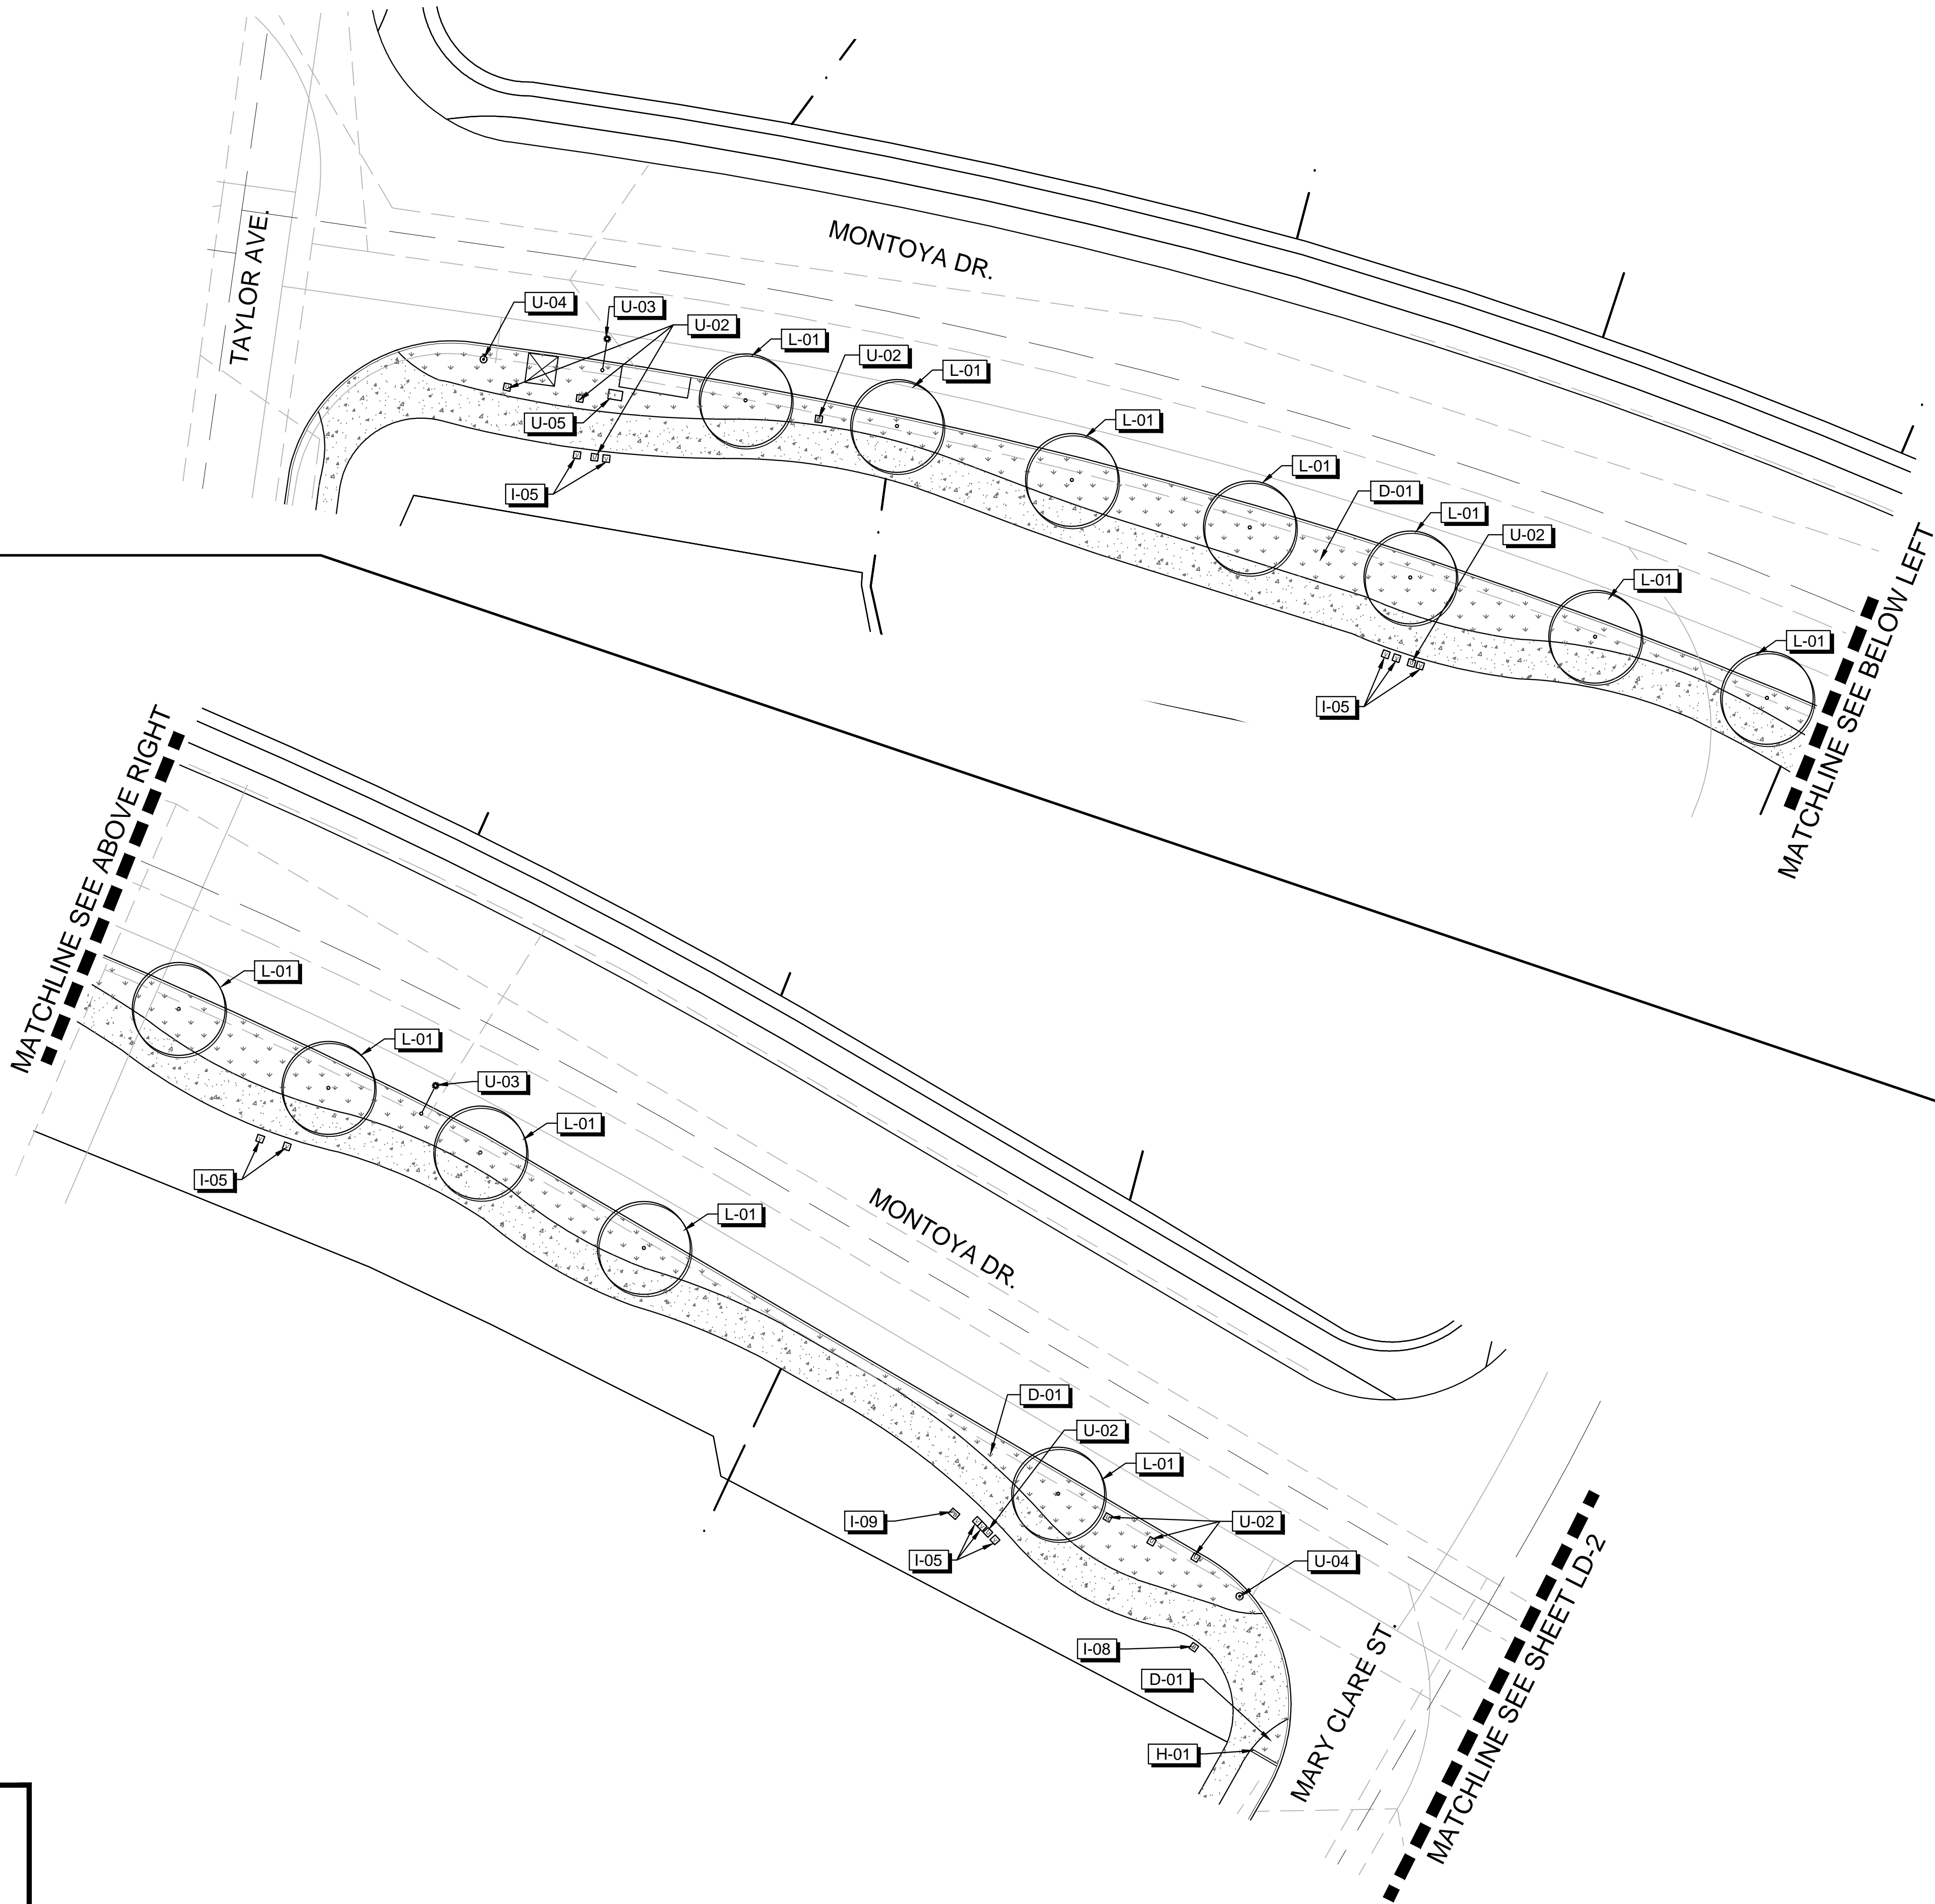 TAYLOR AVE.
MONTOYA DR.
U-04
U-03
U-02
L-01
U-02
L-01
U-05
L-01
L-01
I-05
D-01
L-01
U-02
L-01
L-01
I-05
MATCHLINE SEE BELOW LEFT
MATCHLINE SEE ABOVE RIGHT
L-01
L-01
U-03
L-01
I-05
L-01
MONTOYA DR.
D-01
U-02
L-01
I-09
U-02
I-05
U-04
I-08
D-01
H-01
MARY CLARE ST.
MATCHLINE SEE SHEET LD-2